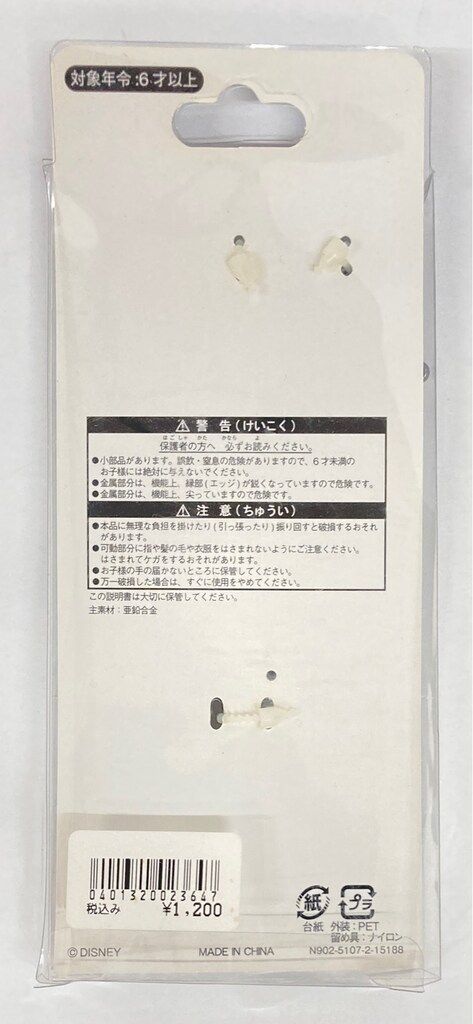 対象年令:6才以上
⚠ 警 告(けいこく)
保護者の方へ 必ずお読みください。
●小部品があります。誤飲・窒息の危険がありますので、6才未満の
お子様には絶対に与えないでください。
●金属部分は、機能上、縁部(エッジ)が鋭くなっていますので危険です。
●金属部分は、機能上、尖っていますので危険です。
⚠ 注 意(ちゅうい)
●本品に無理な負担を掛けたり(引っ張ったり)振り回すと破損するおそれ
があります。
●可動部分に指や髪の毛や衣服をはさまれないようにご注意ください。
はさまれてケガをするおそれがあります。
●お子様の手の届かないところに保管してください。
●万一破損した場合は、すぐに使用をやめてください。
この説明書は大切に保管してください。
主素材：亜鉛合金
0401320023647
税込み ¥1,200
紙 プラ
台紙 外装：PET
留め具：ナイロン
© DISNEY MADE IN CHINA N902-5107-2-15188